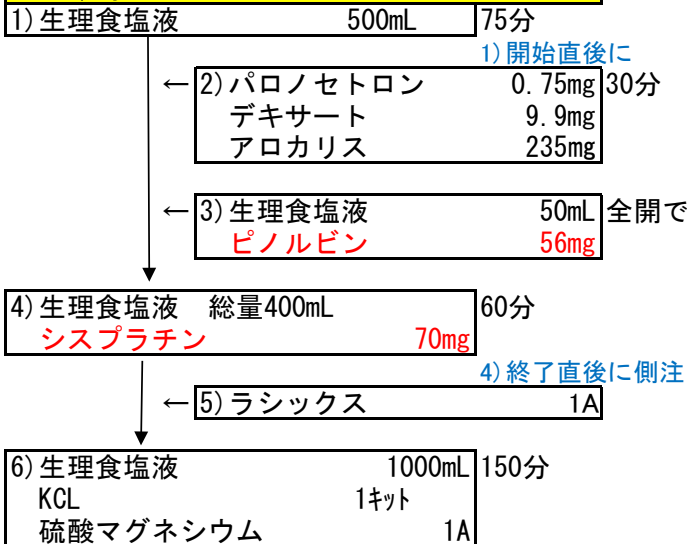 1)生理食塩液 500mL 75分
1)開始直後に
←2)パロノセトロン 0.75mg 30分
デキサート 9.9mg
アロカリス 235mg
←3)生理食塩液 50mL 全開で
ピノルビン 56mg
4)生理食塩液 総量400mL 60分
シスプラチン 70mg
4)終了直後に側注
←5)ラシックス 1A
6)生理食塩液 1000mL 150分
KCL 1ｷｯﾄ
硫酸マグネシウム 1A